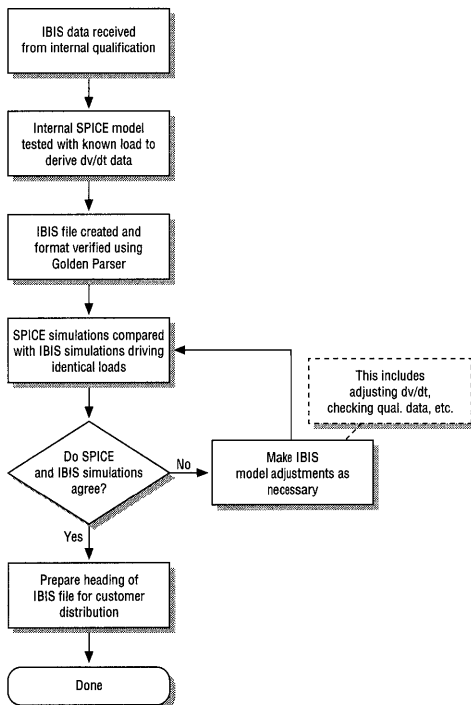 IBIS data received
from internal qualification
Internal SPICE model
tested with known load to
derive dv/dt data
IBIS file created and
format verified using
Golden Parser
SPICE simulations compared
with IBIS simulations driving
identical loads
This includes
adjusting dv/dt,
checking qual. data, etc.
Do SPICE
and IBIS simulations
agree?
No
Make IBIS
model adjustments as
necessary
Yes
Prepare heading of
IBIS file for customer
distribution
Done